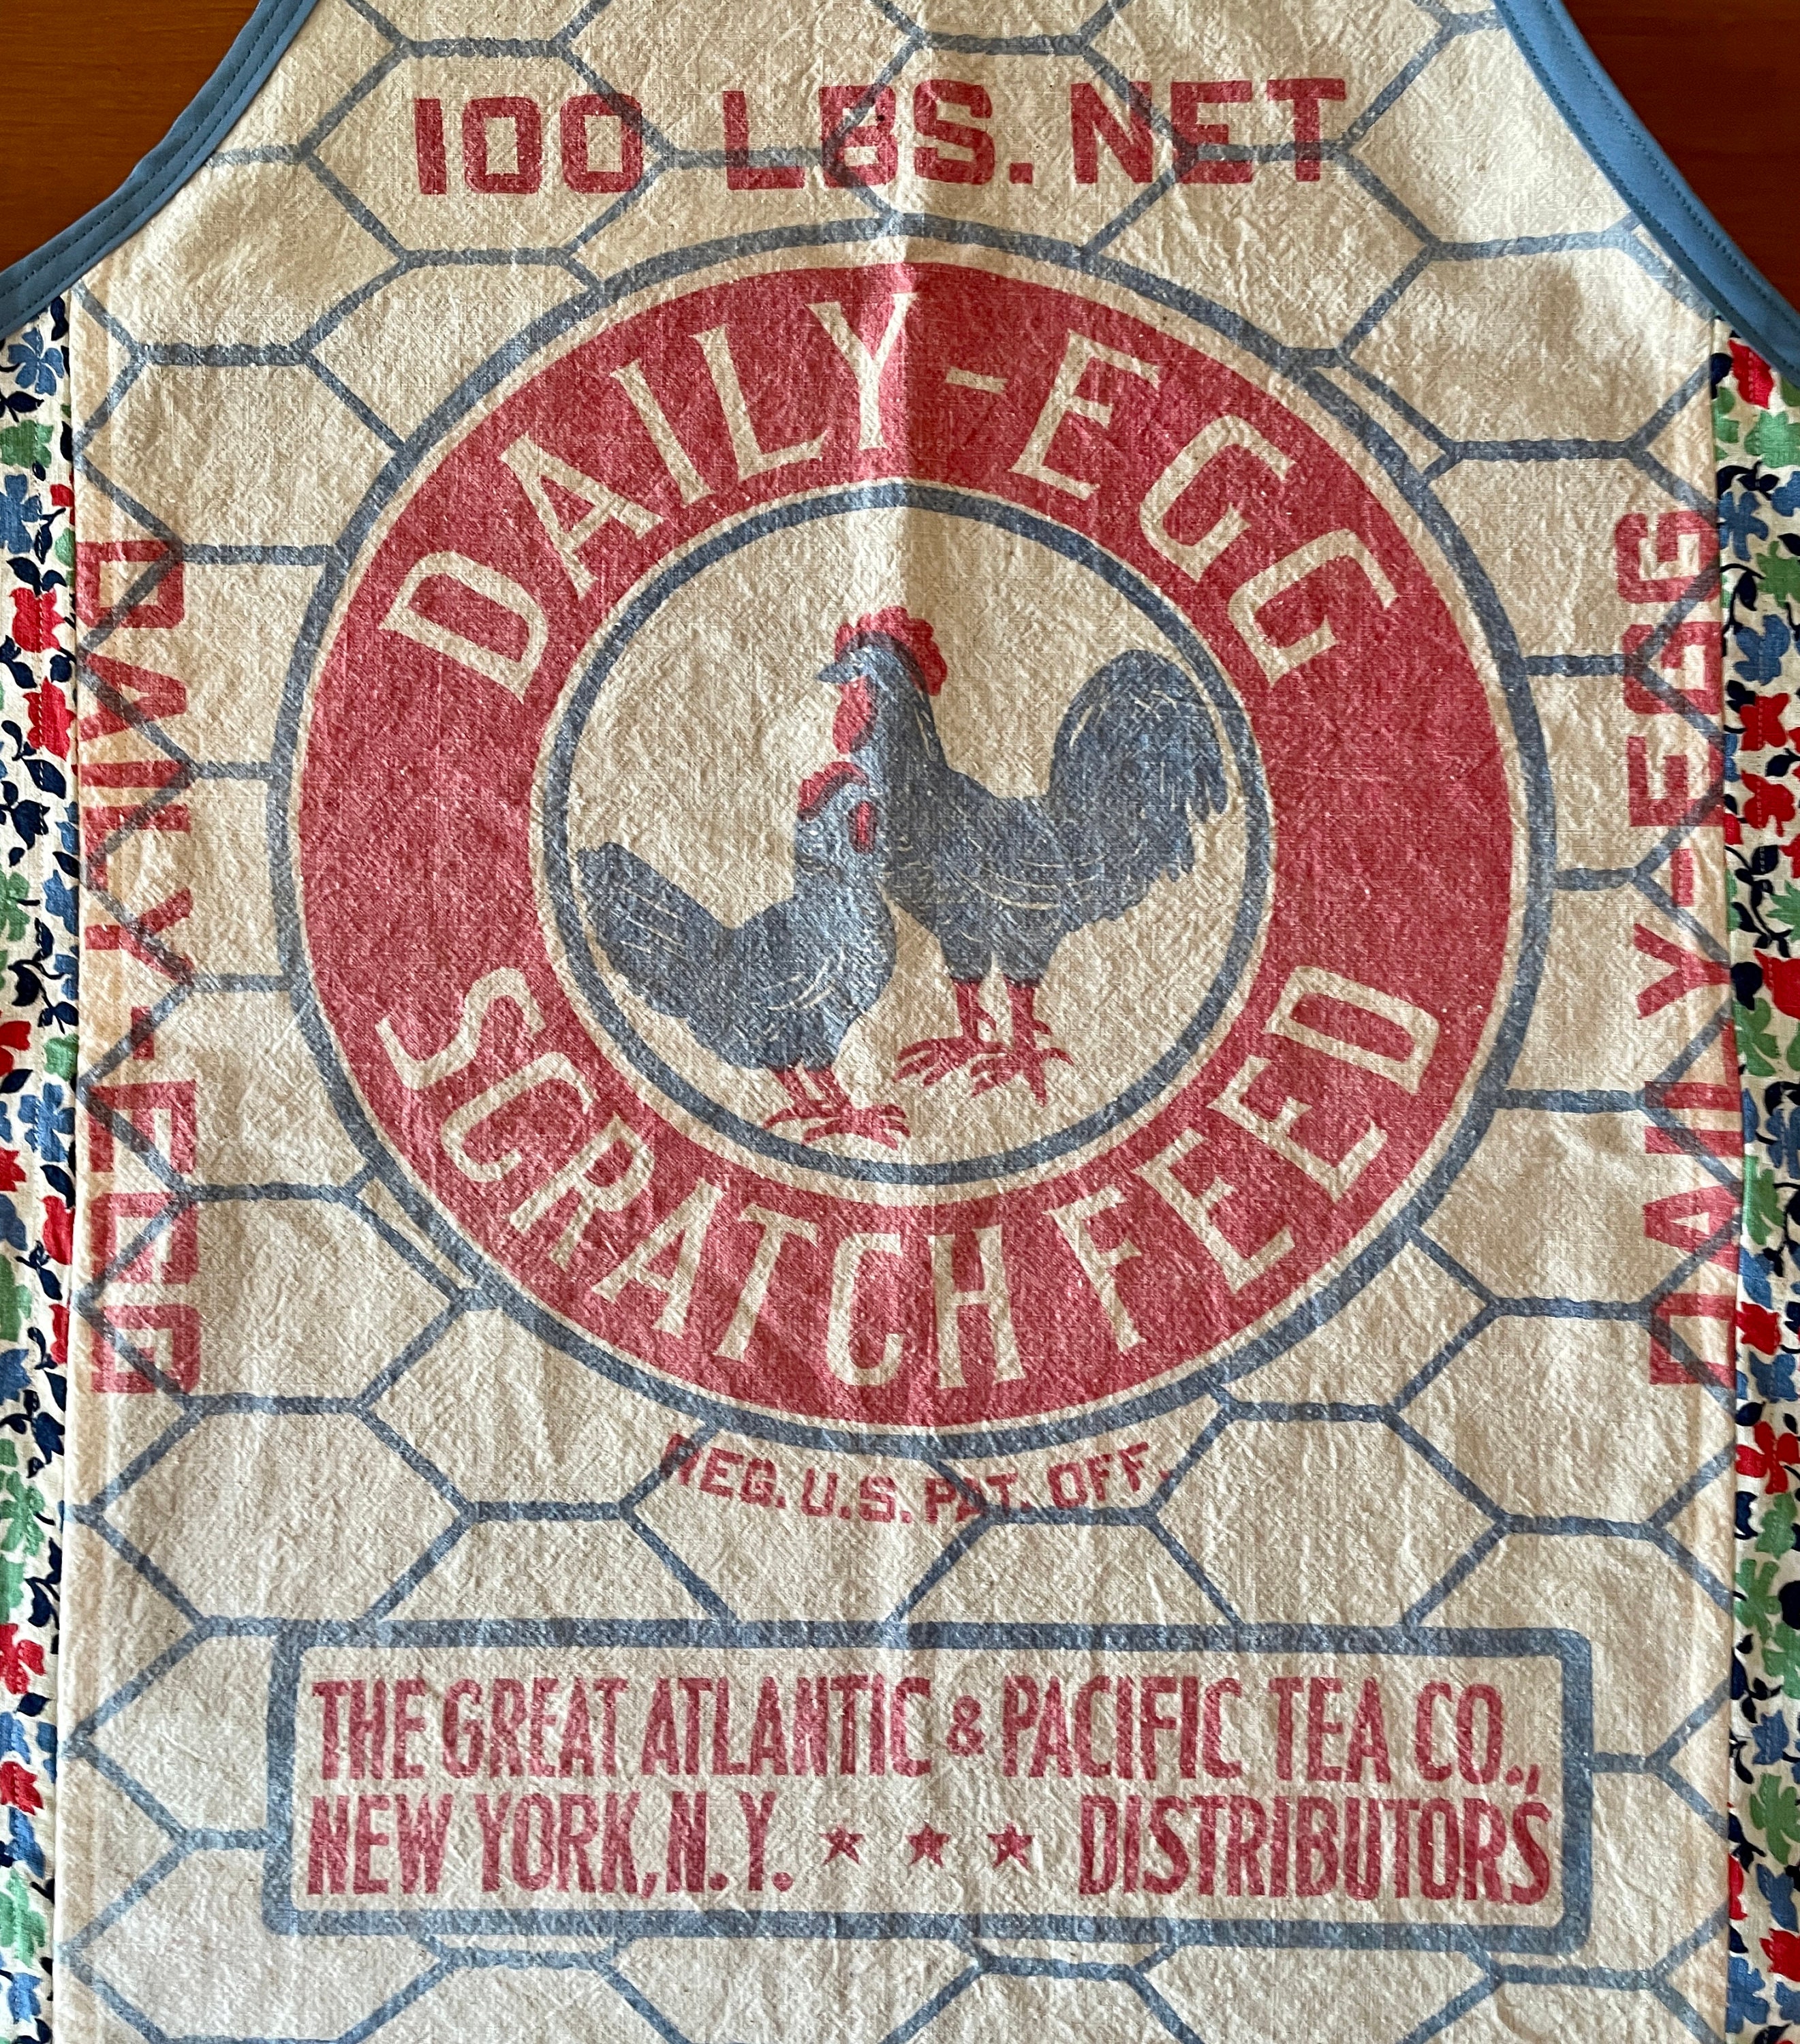 100 LBS. NET
DAILY-EGG
SCRATCH FEED
DAILY-EGG
DAILY-EGG
REG. U.S. PAT. OFF.
THE GREAT ATLANTIC & PACIFIC TEA CO.,
NEW YORK, N.Y. ★ ★ ★ DISTRIBUTORS